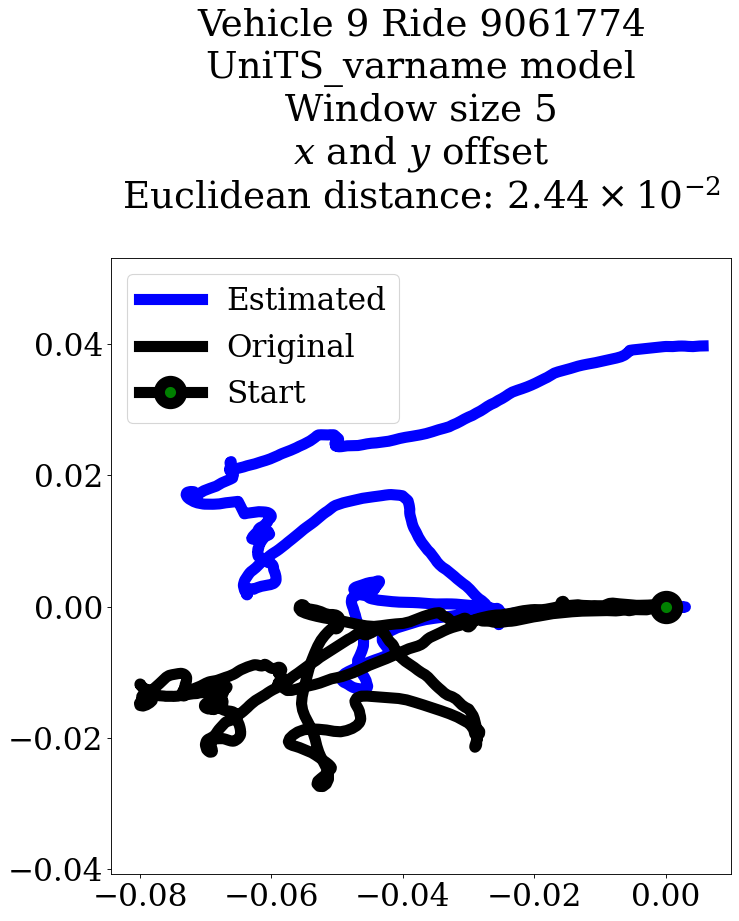 Vehicle 9 Ride 9061774
UniTS_varname model
Window size 5
x and y offset
Euclidean distance: 2.44 × 10⁻²
Estimated
Original
Start
0.04
0.02
0.00
−0.02
−0.04
−0.08 −0.06 −0.04 −0.02 0.00